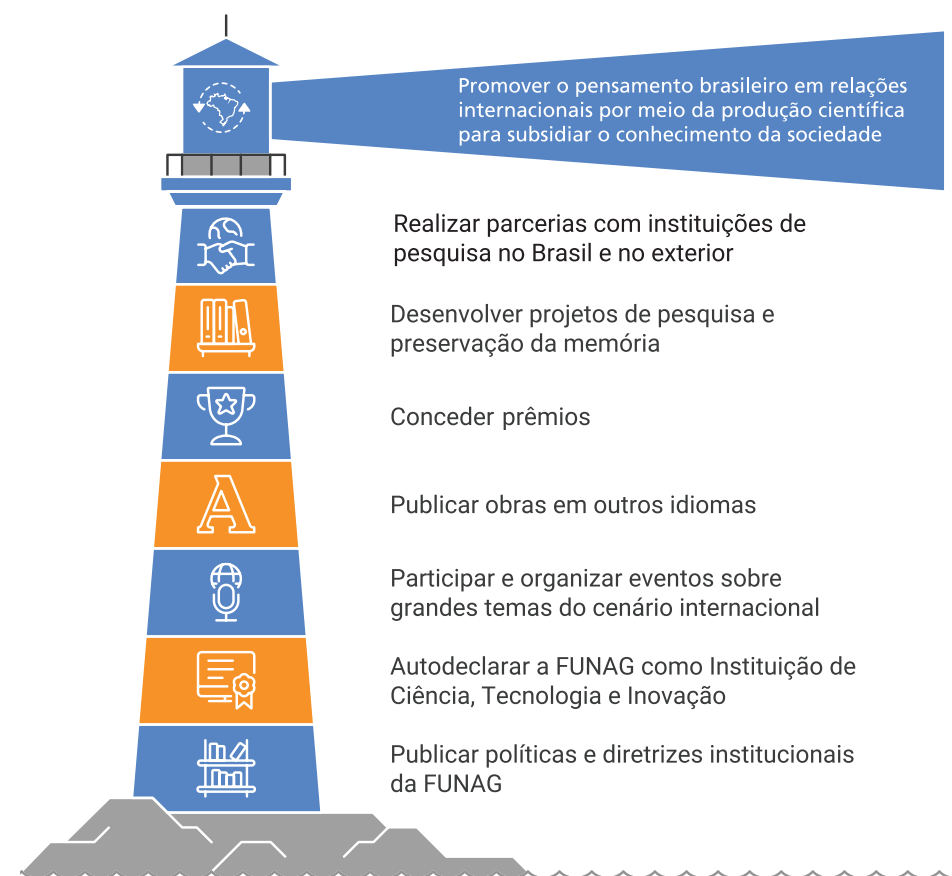 Promover o pensamento brasileiro em relações
internacionais por meio da produção científica
para subsidiar o conhecimento da sociedade
Realizar parcerias com instituições de
pesquisa no Brasil e no exterior
Desenvolver projetos de pesquisa e
preservação da memória
Conceder prêmios
A
Publicar obras em outros idiomas
Participar e organizar eventos sobre
grandes temas do cenário internacional
Autodeclarar a FUNAG como Instituição de
Ciência, Tecnologia e Inovação
Publicar políticas e diretrizes institucionais
da FUNAG